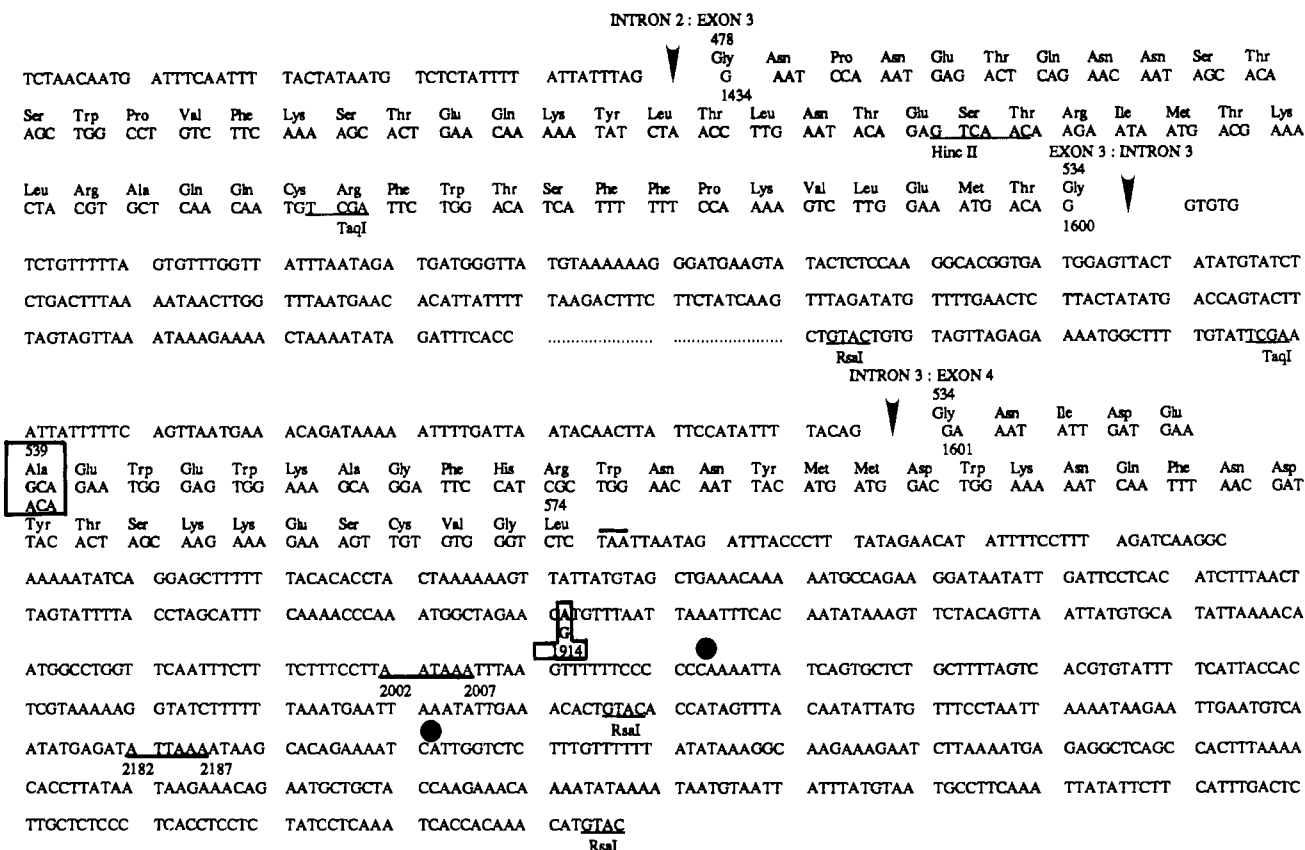 INTRON 2 : EXON 3
478
Gly Asn Pro Asn Glu Thr Gln Asn Asn Ser Thr
TCTAACAATG ATTTCAATTT TACTATAATG TCTCTATTTT ATTATTTAG G AAT CCA AAT GAG ACT CAG AAC AAT AGC ACA
1434
Ser Trp Pro Val Phe Lys Ser Thr Glu Gln Lys Tyr Leu Thr Leu Asn Thr Glu Ser Thr Arg Ile Met Thr Lys
AGC TGG CCT GTC TTC AAA AGC ACT GAA CAA AAA TAT CTA ACC TTG AAT ACA GAG TCA ACA AGA ATA ATG ACG AAA
Hinc II EXON 3 : INTRON 3
534
Leu Arg Ala Gln Gln Cys Arg Phe Trp Thr Ser Phe Phe Pro Lys Val Leu Glu Met Thr Gly
CTA CGT GCT CAA CAA TGT CGA TTC TGG ACA TCA TTT TTT CCA AAA GTC TTG GAA ATG ACA G GTGTG
TaqI 1600
TCTGTTTTTA GTGTTTGGTT ATTTAATAGA TGATGGGTTA TGTAAAAAAG GGATGAAGTA TACTCTCCAA GGCACGGTGA TGGAGTTACT ATATGTATCT
CTGACTTTAA AATAACTTGG TTTAATGAAC ACATTATTTT TAAGACTTTC TTCTATCAAG TTTAGATATG TTTTGAACTC TTACTATATG ACCAGTACTT
TAGTAGTTAA ATAAAGAAAA CTAAAATATA GATTTCACC ..................... ..................... CTGTACTGTG TAGTTAGAGA AAATGGCTTT TGTATTCGAA
RsaI TaqI
INTRON 3 : EXON 4
534
Gly Asn Ile Asp Glu
ATTATTTTTC AGTTAATGAA ACAGATAAAA ATTTTGATTA ATACAACTTA TTCCATATTT TACAG GA AAT ATT GAT GAA
539 1601
Ala Glu Trp Glu Trp Lys Ala Gly Phe His Arg Trp Asn Asn Tyr Met Met Asp Trp Lys Asn Gln Phe Asn Asp
GCA GAA TGG GAG TGG AAA GCA GGA TTC CAT CGC TGG AAC AAT TAC ATG ATG GAC TGG AAA AAT CAA TTT AAC GAT
ACA 574
Tyr Thr Ser Lys Lys Glu Ser Cys Val Gly Leu
TAC ACT AGC AAG AAA GAA AGT TGT GTG GGT CTC TAATTAATAG ATTTACCCTT TATAGAACAT ATTTTCCTTT AGATCAAGGC
AAAAATATCA GGAGCTTTTT TACACACCTA CTAAAAAAGT TATTATGTAG CTGAAACAAA AATGCCAGAA GGATAATATT GATTCCTCAC ATCTTTAACT
TAGTATTTTA CCTAGCATTT CAAAACCCAA ATGGCTAGAA CATGTTTAAT TAAATTTCAC AATATAAAGT TCTACAGTTA ATTATGTGCA TATTAAAACA
G
1914
ATGGCCTGGT TCAATTTCTT TCTTTCCTTA ATAAATTTAA GTTTTTTCCC CCCAAAATTA TCAGTGCTCT GCTTTTAGTC ACGTGTATTT TCATTACCAC
2002 2007
TCGTAAAAAG GTATCTTTTT TAAATGAATT AAATATTGAA ACACTGTACA CCATAGTTTA CAATATTATG TTTCCTAATT AAAATAAGAA TTGAATGTCA
RsaI
ATATGAGATA TTAAAATAAG CACAGAAAAT CATTGGTCTC TTTGTTTTTT ATATAAAGGC AAGAAAGAAT CTTAAAATGA GAGGCTCAGC CACTTTAAAA
2182 2187
CACCTTATAA TAAGAAACAG AATGCTGCTA CCAAGAAACA AAATATAAAA TAATGTAATT ATTTATGTAA TGCCTTCAAA TTATATTCTT CATTTGACTC
TTGCTCTCCC TCACCTCCTC TATCCTCAAA TCACCACAAA CATGTAC
RsaI